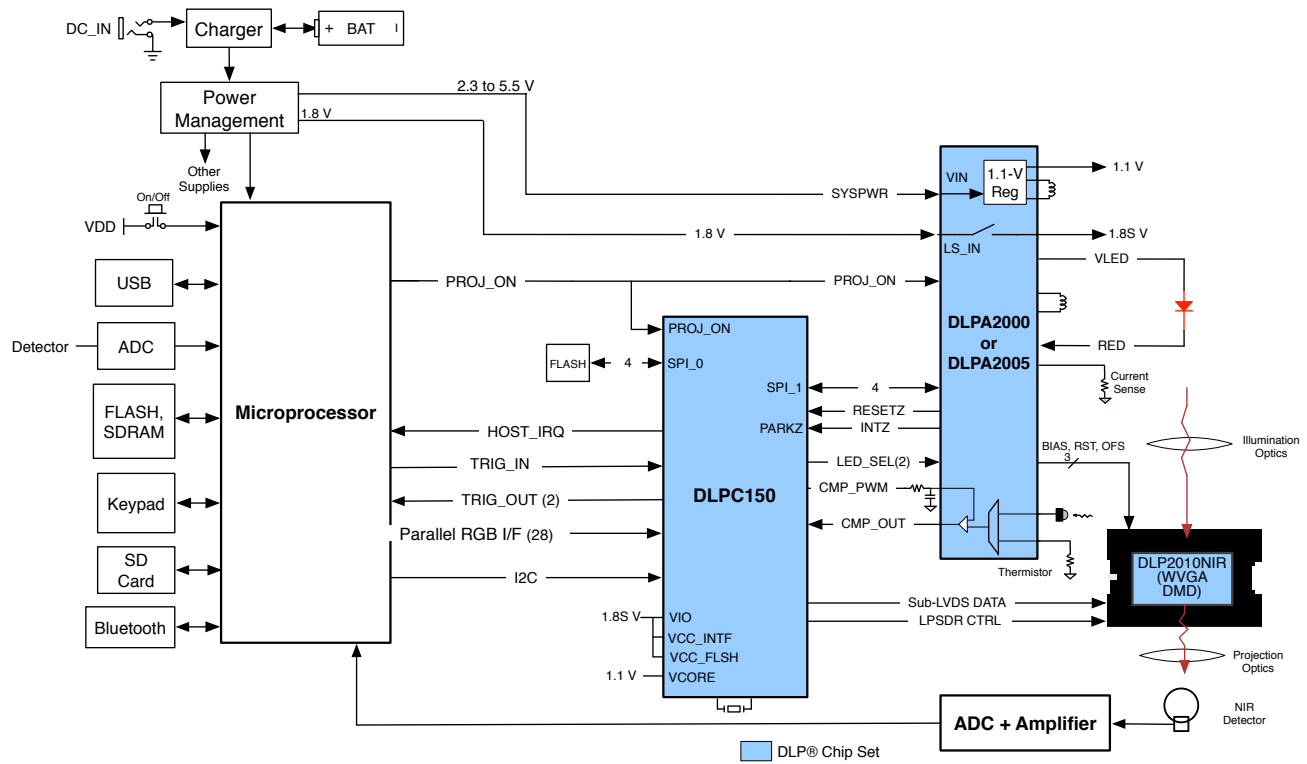 DC_IN
Charger
+ BAT
2.3 to 5.5 V
Power
Management
1.8 V
Other
Supplies
On/Off
VDD
USB
Detector
ADC
FLASH,
SDRAM
Keypad
SD
Card
Bluetooth
Microprocessor
PROJ_ON
HOST_IRQ
TRIG_IN
TRIG_OUT (2)
Parallel RGB I/F (28)
I2C
FLASH
4
PROJ_ON
SPI_0
SPI_1
PARKZ
DLPC150
1.8S V
VIO
VCC_INTF
VCC_FLSH
1.1 V
VCORE
SYSPWR
1.8 V
PROJ_ON
4
RESETZ
INTZ
LED_SEL(2)
CMP_PWM
CMP_OUT
Sub-LVDS DATA
LPSDR CTRL
VIN
1.1-V
Reg
LS_IN
DLPA2000
or
DLPA2005
1.1 V
1.8S V
VLED
RED
Current
Sense
BIAS, RST, OFS
3
Thermistor
Illumination
Optics
DLP2010NIR
(WVGA
DMD)
Projection
Optics
NIR
Detector
ADC + Amplifier
DLP® Chip Set